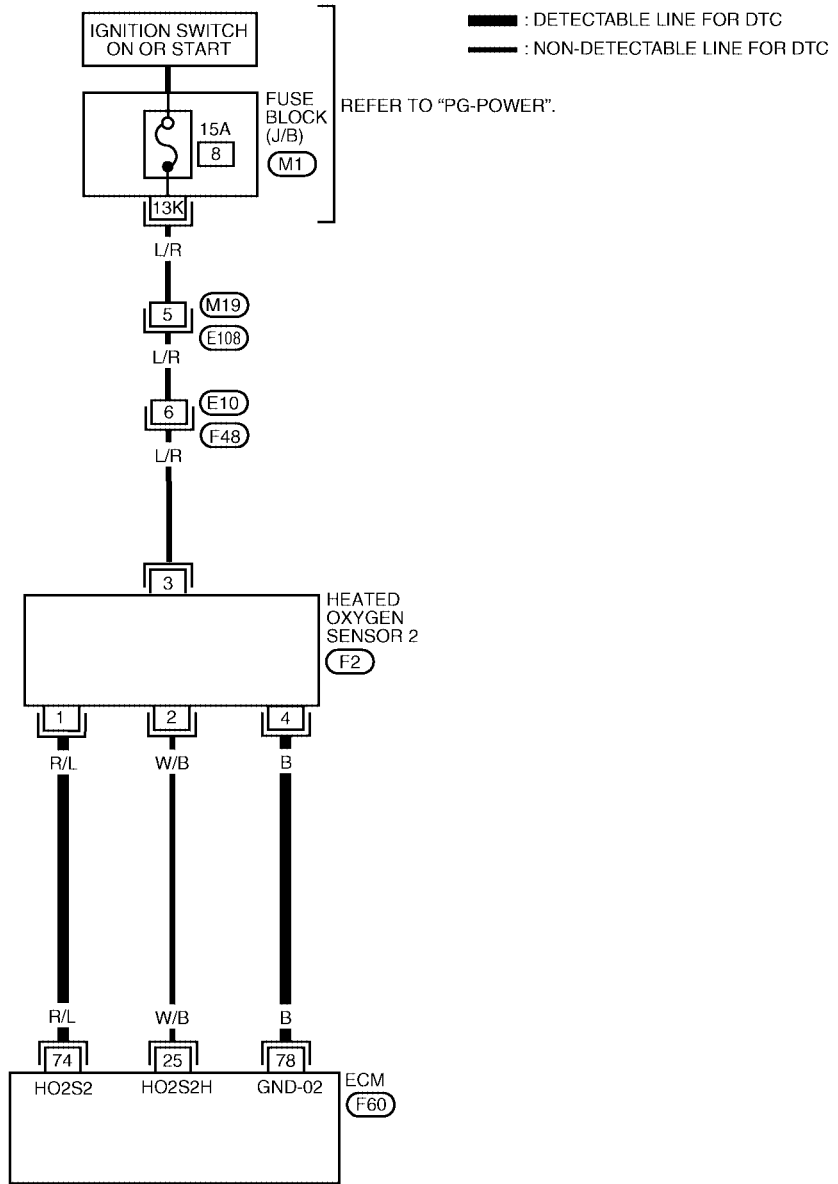 IGNITION SWITCH
ON OR START
: DETECTABLE LINE FOR DTC
: NON-DETECTABLE LINE FOR DTC
FUSE
BLOCK
(J/B)
REFER TO “PG-POWER”.
15A
8
M1
13K
L/R
5
M19
E108
L/R
6
E10
F48
L/R
3
HEATED
OXYGEN
SENSOR 2
F2
1
2
4
R/L
W/B
B
R/L
W/B
B
74
25
78
HO2S2
HO2S2H
GND-02
ECM
F60